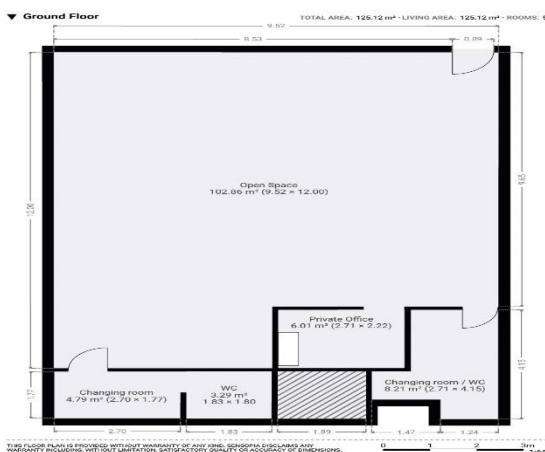 ▼ Ground Floor
TOTAL AREA: 125.12 m² · LIVING AREA: 125.12 m² · ROOMS: 5
9.52
8.53
0.89
Open Space
102.86 m² (9.52 × 12.00)
9.65
Private Office
6.01 m² (2.71 × 2.22)
4.15
1.77
Changing room
4.79 m² (2.70 × 1.77)
WC
3.29 m²
1.83 × 1.80
Changing room / WC
8.21 m² (2.71 × 4.15)
2.70
1.83
1.89
1.47
1.24
THIS FLOOR PLAN IS PROVIDED WITHOUT WARRANTY OF ANY KIND. SENSOPIA DISCLAIMS ANY
WARRANTY INCLUDING, WITHOUT LIMITATION, SATISFACTORY QUALITY OR ACCURACY OF DIMENSIONS.
0 1 2 3m